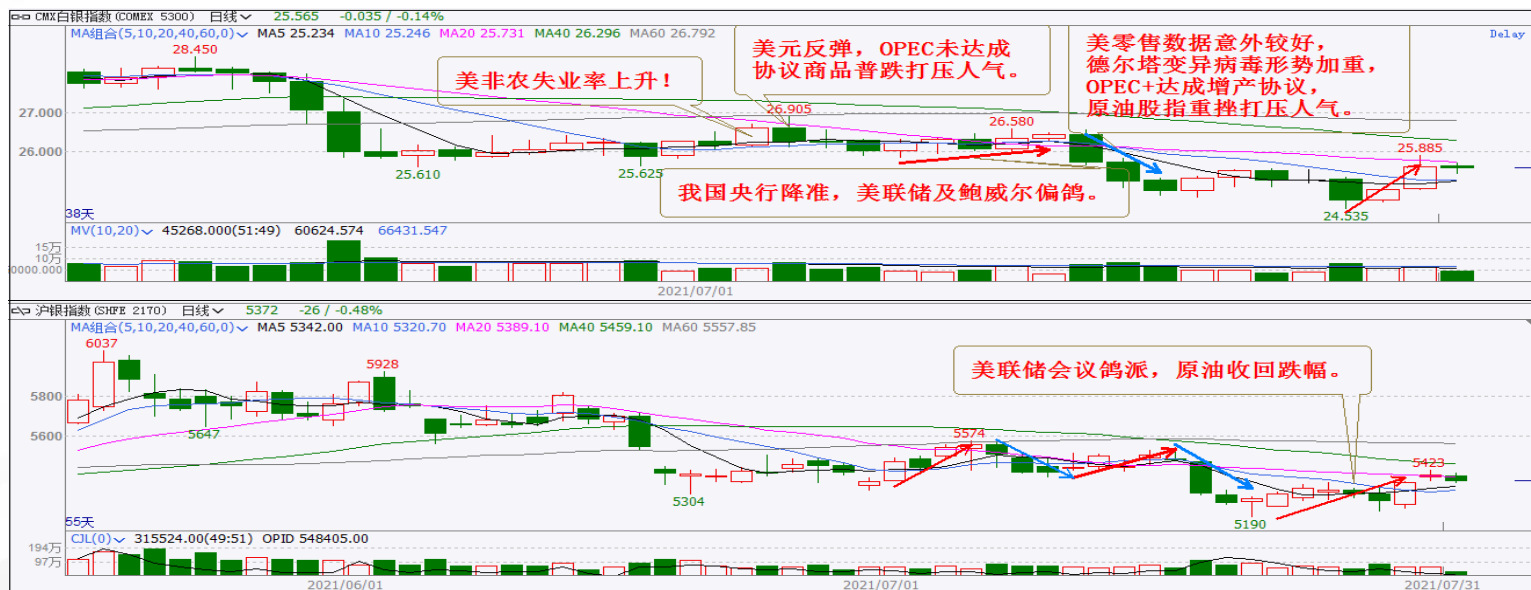 CMX白银指数(COMEX 5300) 日线 25.565 -0.035 / -0.14%
MA组合(5,10,20,40,60,0) MA5 25.234 MA10 25.246 MA20 25.731 MA40 26.296 MA60 26.792
Delay
28.450
美非农失业率上升！
美元反弹，OPEC未达成
协议商品普跌打压人气。
美零售数据意外较好，
德尔塔变异病毒形势加重，
OPEC+达成增产协议，
原油股指重挫打压人气。
27.000
26.905
26.580
26.000
25.885
25.610
25.625
我国央行降准，美联储及鲍威尔偏鸽。
24.535
38天
MV(10,20) 45268.000(51:49) 60624.574 66431.547
15万
10万
0000.000
2021/07/01
沪银指数(SHFE 2170) 日线 5372 -26 / -0.48%
MA组合(5,10,20,40,60,0) MA5 5342.00 MA10 5320.70 MA20 5389.10 MA40 5459.10 MA60 5557.85
6037
5928
美联储会议鸽派，原油收回跌幅。
5800
5647
5600
5574
5423
5304
5190
55天
CJL(0) 315524.00(49:51) OPID 548405.00
194万
97万
2021/06/01
2021/07/01
2021/07/31